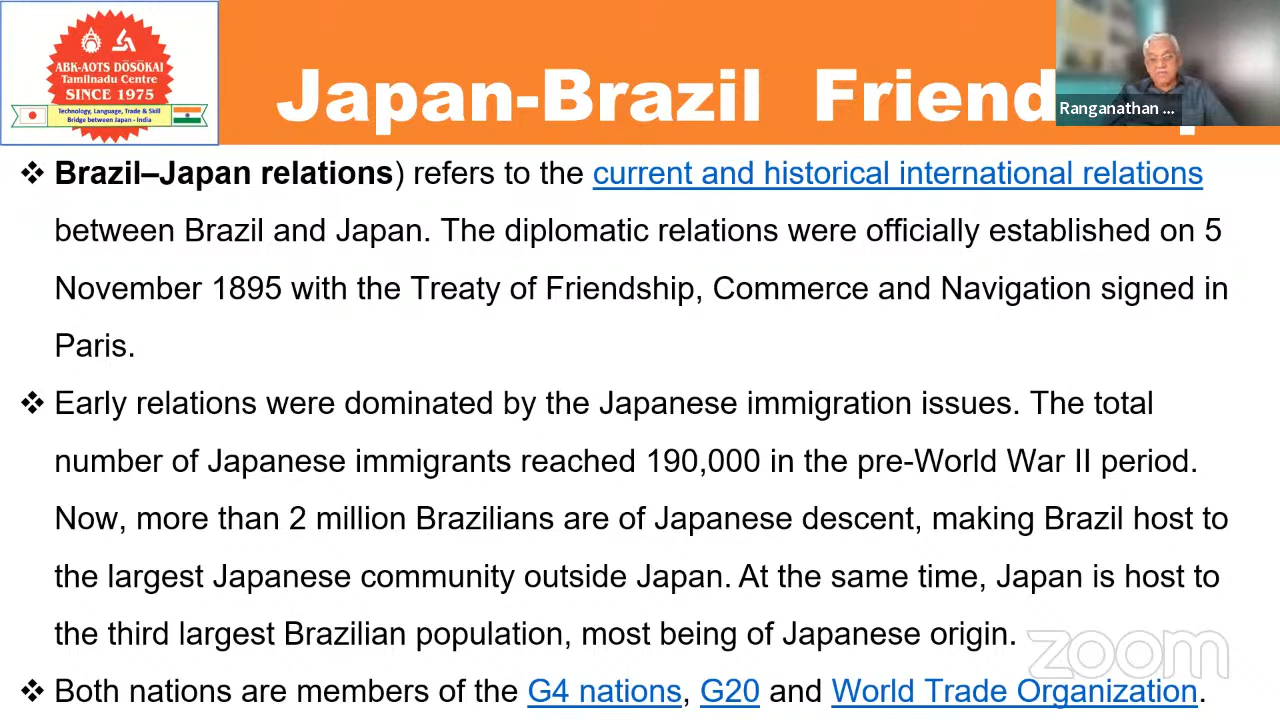 ABK-AOTS DŌSŌKAI
Tamilnadu Centre
SINCE 1975
Technology, Language, Trade & Skill
Bridge between Japan - India
Japan-Brazil Friend
Ranganathan ...
❖ Brazil–Japan relations) refers to the current and historical international relations
between Brazil and Japan. The diplomatic relations were officially established on 5
November 1895 with the Treaty of Friendship, Commerce and Navigation signed in
Paris.
❖ Early relations were dominated by the Japanese immigration issues. The total
number of Japanese immigrants reached 190,000 in the pre-World War II period.
Now, more than 2 million Brazilians are of Japanese descent, making Brazil host to
the largest Japanese community outside Japan. At the same time, Japan is host to
the third largest Brazilian population, most being of Japanese origin.
zoom
❖ Both nations are members of the G4 nations, G20 and World Trade Organization.